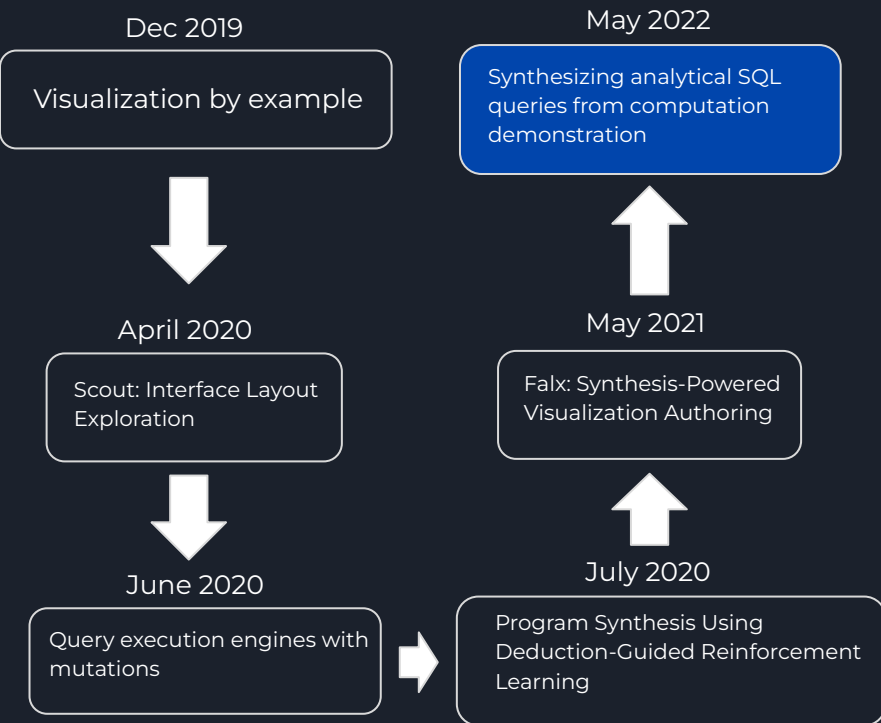 Dec 2019
Visualization by example
April 2020
Scout: Interface Layout
Exploration
June 2020
Query execution engines with
mutations
July 2020
Program Synthesis Using
Deduction-Guided Reinforcement
Learning
May 2021
Falx: Synthesis-Powered
Visualization Authoring
May 2022
Synthesizing analytical SQL
queries from computation
demonstration